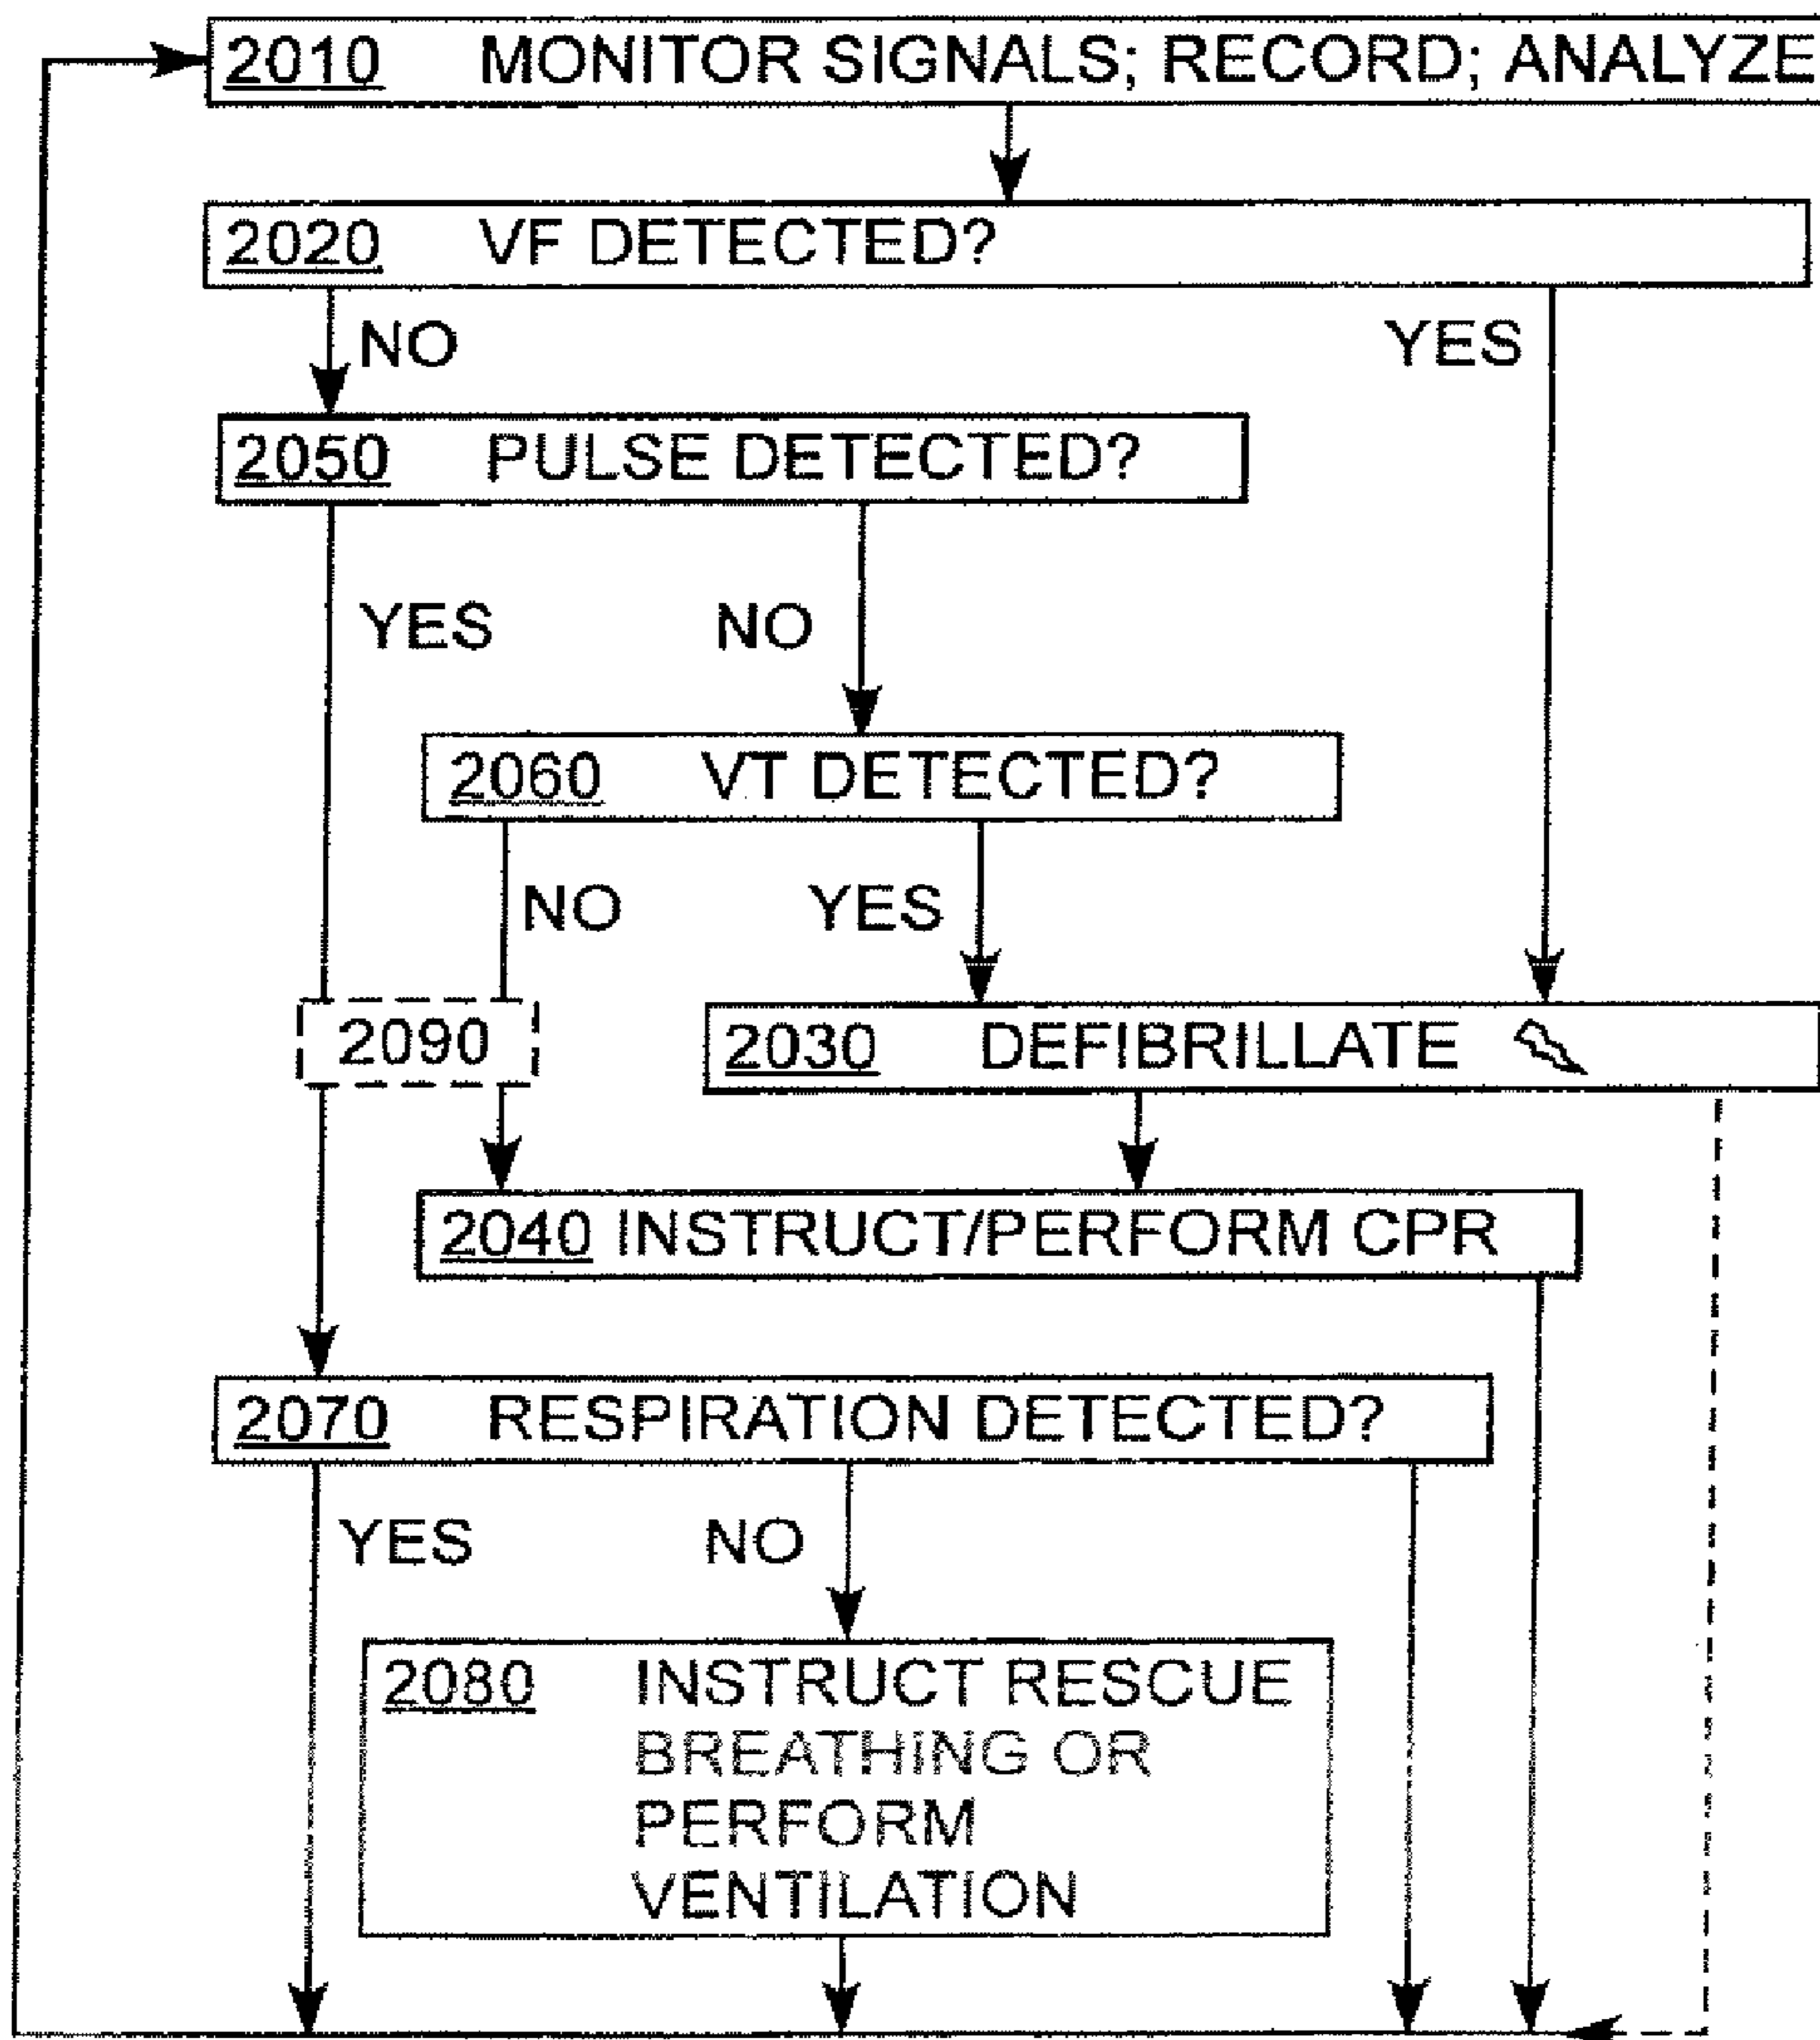 2010 MONITOR SIGNALS; RECORD; ANALYZE
2020 VF DETECTED?
NO YES
2050 PULSE DETECTED?
YES NO
2060 VT DETECTED?
NO YES
2090
2030 DEFIBRILLATE
2040 INSTRUCT/PERFORM CPR
2070 RESPIRATION DETECTED?
YES NO
2080 INSTRUCT RESCUE
BREATHING OR
PERFORM
VENTILATION